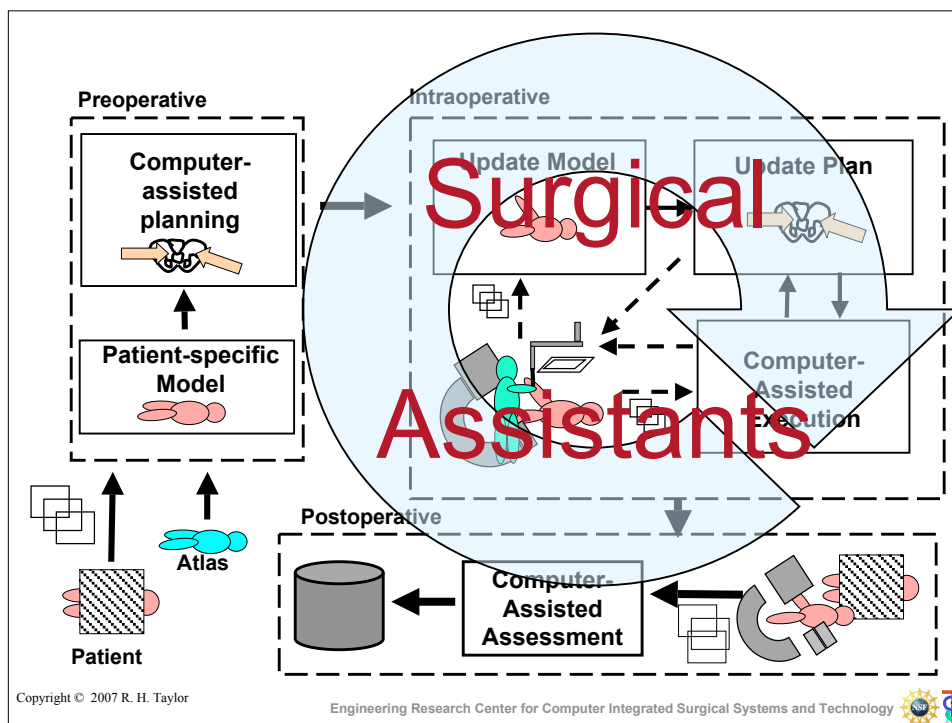 Preoperative
Computer-
assisted
planning
Patient-specific
Model
Atlas
Patient
Intraoperative
Update Model
Update Plan
Surgical
Computer-
Assisted
Execution
Assistants
Postoperative
Computer-
Assisted
Assessment
Copyright © 2007 R. H. Taylor
Engineering Research Center for Computer Integrated Surgical Systems and Technology
NSF